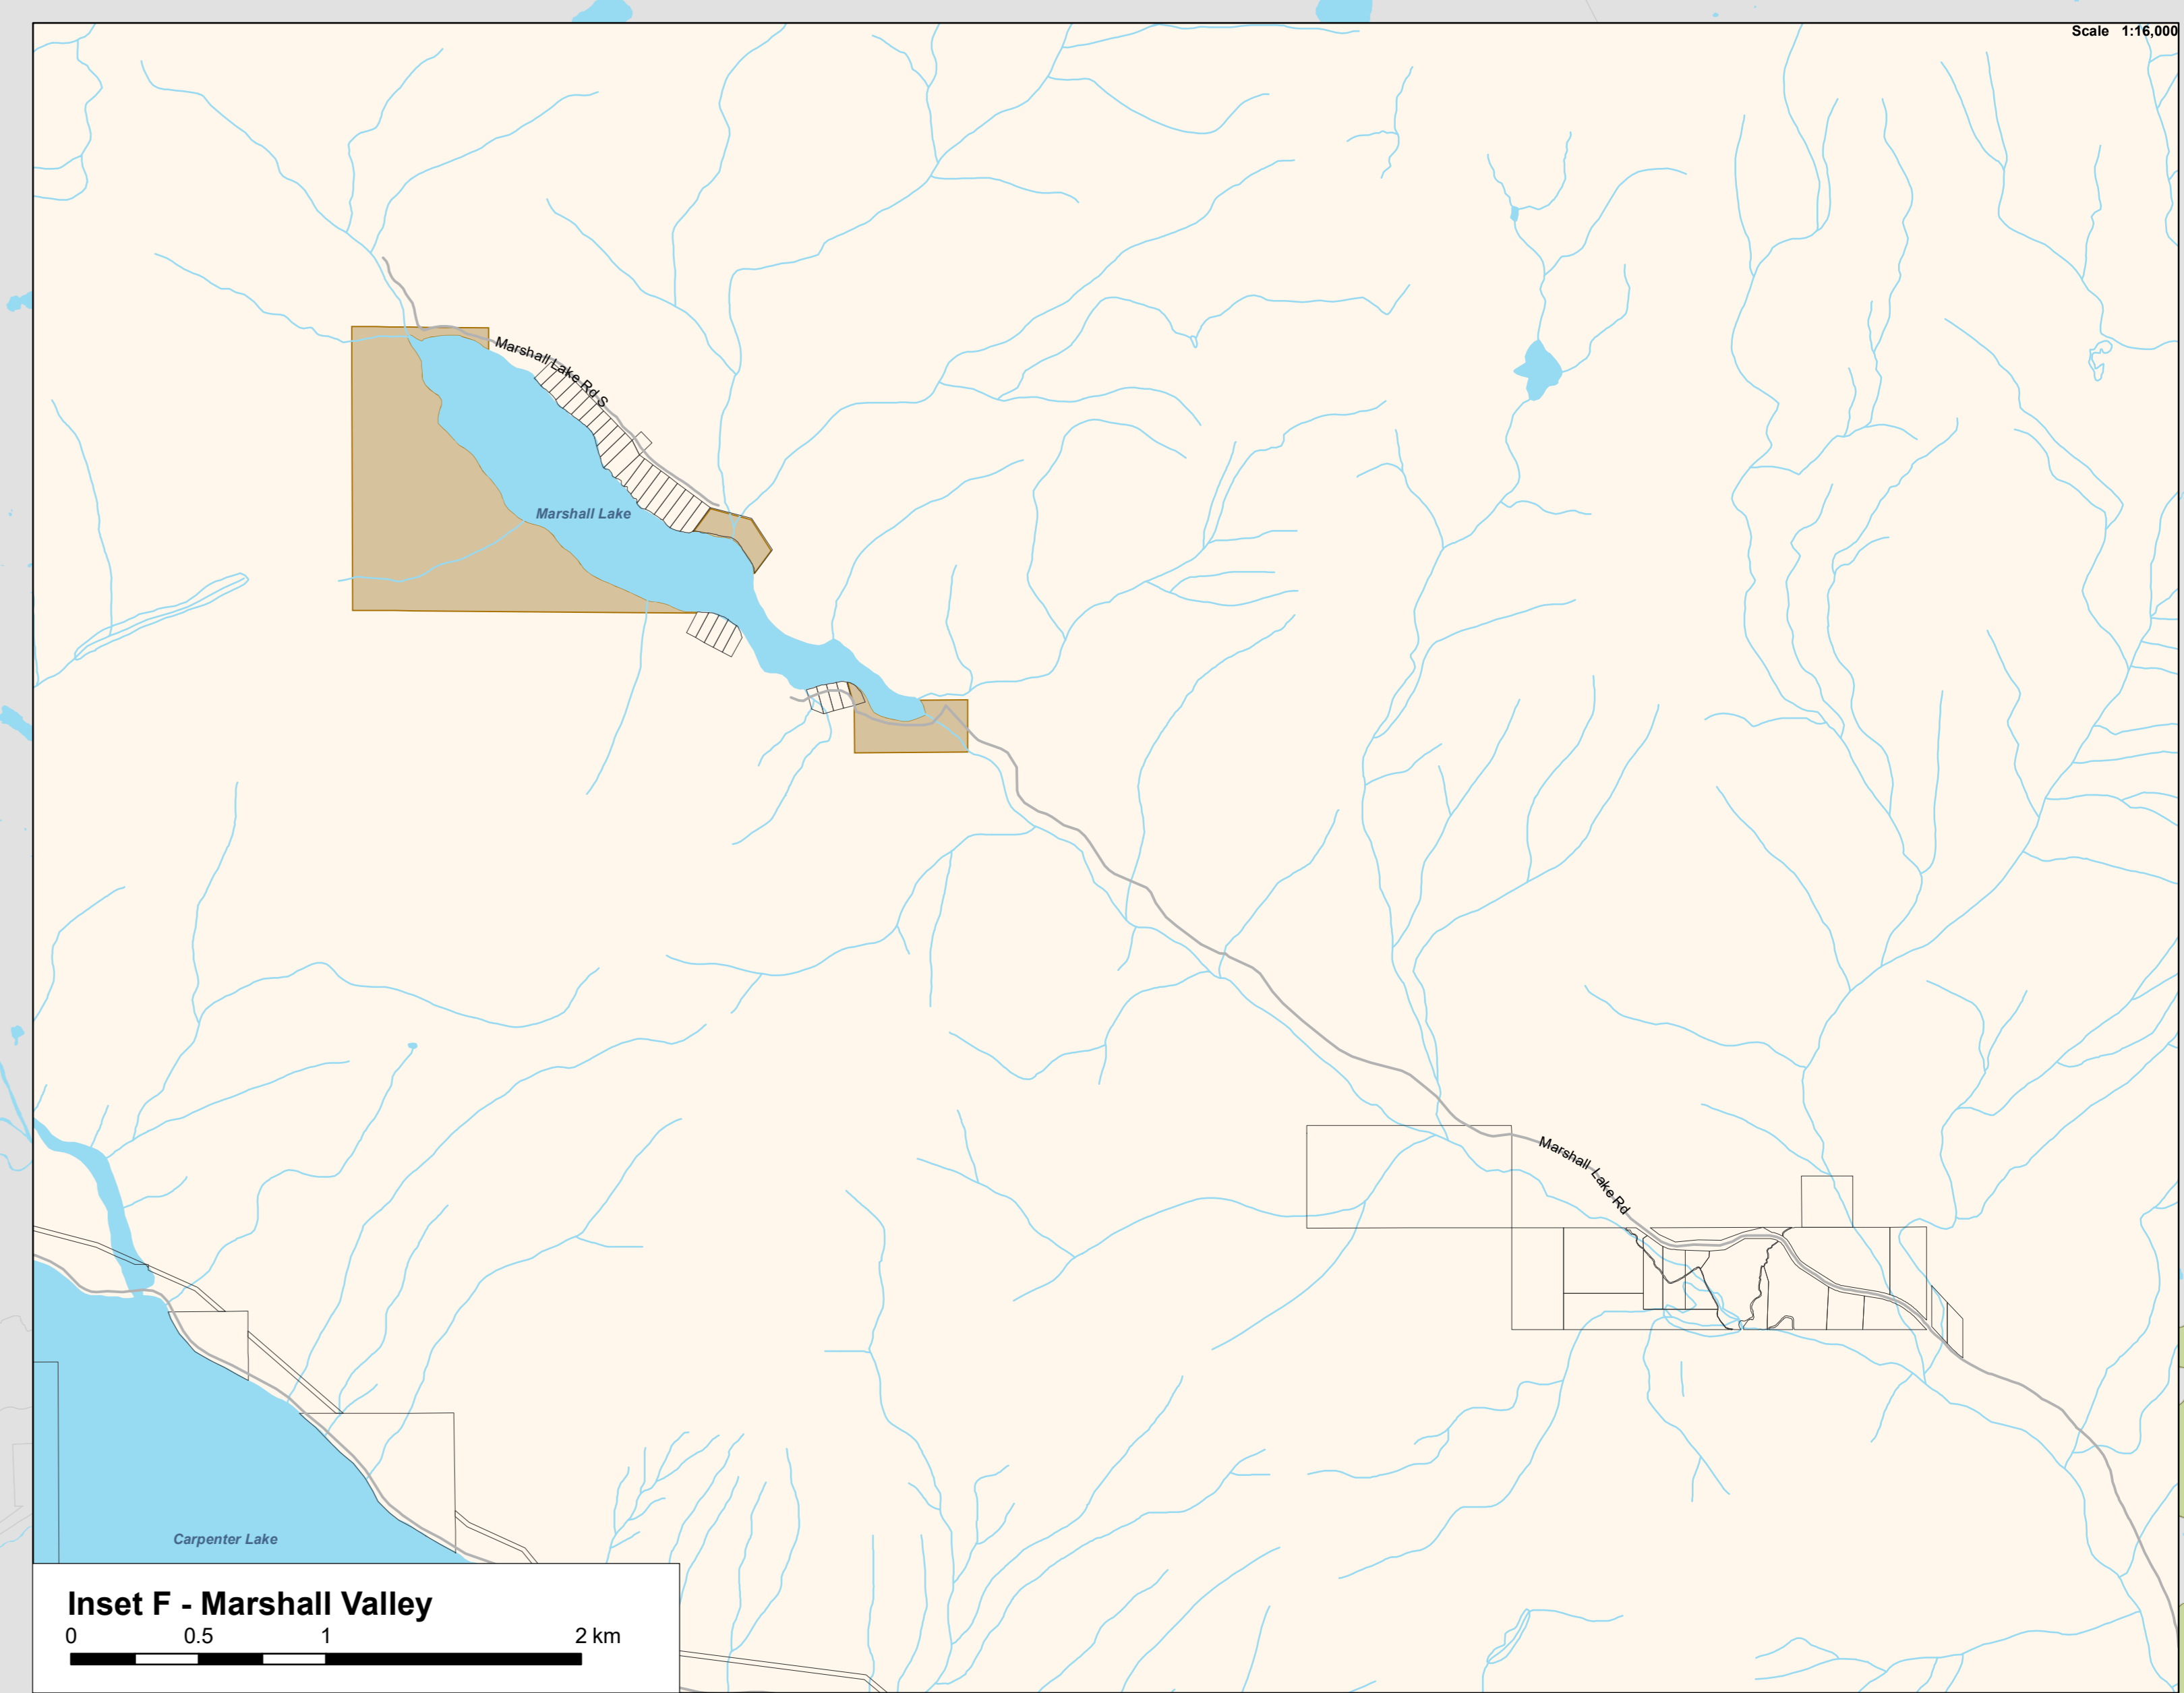 Scale 1:16,000
Marshall Lake Rd S
Marshall Lake
Marshall Lake Rd
Carpenter Lake
Inset F - Marshall Valley
0 0.5 1 2 km